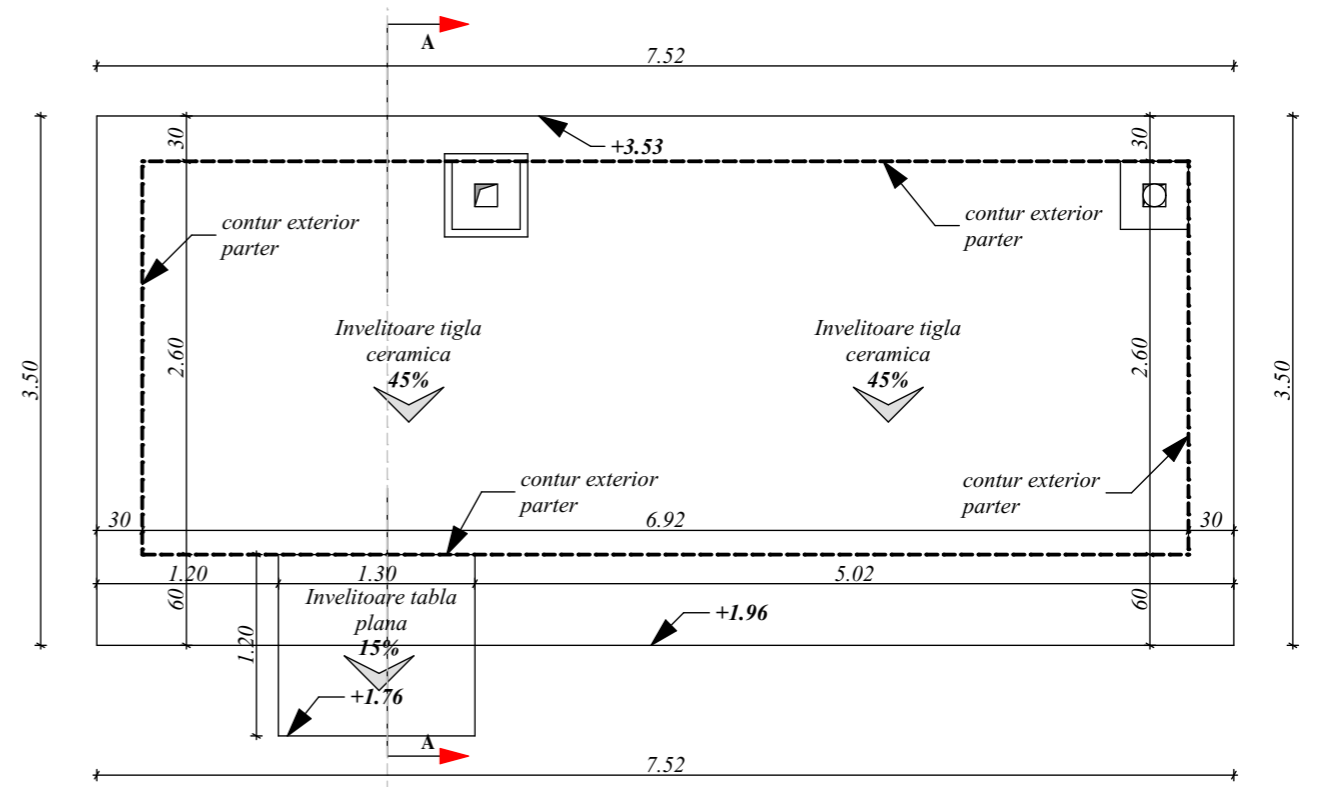 A
7.52
30
30
+3.53
contur exterior
parter
contur exterior
parter
Invelitoare tigla
ceramica
45%
Invelitoare tigla
ceramica
45%
3.50
2.60
2.60
3.50
contur exterior
parter
contur exterior
parter
30
6.92
30
1.20
1.30
5.02
60
60
Invelitoare tabla
plana
15%
1.20
+1.96
+1.76
A
7.52